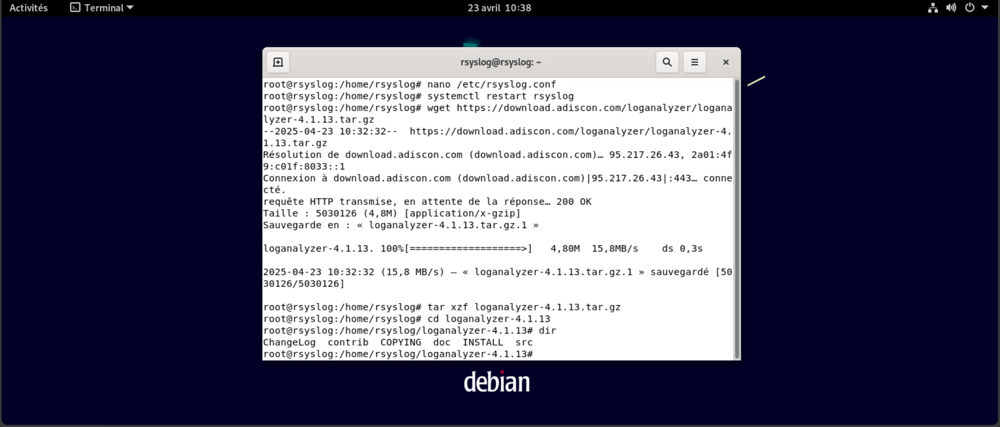 Activités
Terminal
23 avril 10:38
rsyslog@rsyslog: ~
root@rsyslog:/home/rsyslog# nano /etc/rsyslog.conf
root@rsyslog:/home/rsyslog# systemctl restart rsyslog
root@rsyslog:/home/rsyslog# wget https://download.adiscon.com/loganalyzer/logana
lyzer-4.1.13.tar.gz
--2025-04-23 10:32:32--  https://download.adiscon.com/loganalyzer/loganalyzer-4.
1.13.tar.gz
Résolution de download.adiscon.com (download.adiscon.com)… 95.217.26.43, 2a01:4f
9:c01f:8033::1
Connexion à download.adiscon.com (download.adiscon.com)|95.217.26.43|:443… conne
cté.
requête HTTP transmise, en attente de la réponse… 200 OK
Taille : 5030126 (4,8M) [application/x-gzip]
Sauvegarde en : « loganalyzer-4.1.13.tar.gz.1 »
loganalyzer-4.1.13. 100%[===================>]   4,80M  15,8MB/s    ds 0,3s
2025-04-23 10:32:32 (15,8 MB/s) — « loganalyzer-4.1.13.tar.gz.1 » sauvegardé [50
30126/5030126]
root@rsyslog:/home/rsyslog# tar xzf loganalyzer-4.1.13.tar.gz
root@rsyslog:/home/rsyslog# cd loganalyzer-4.1.13
root@rsyslog:/home/rsyslog/loganalyzer-4.1.13# dir
ChangeLog  contrib  COPYING  doc  INSTALL  src
root@rsyslog:/home/rsyslog/loganalyzer-4.1.13#
debian